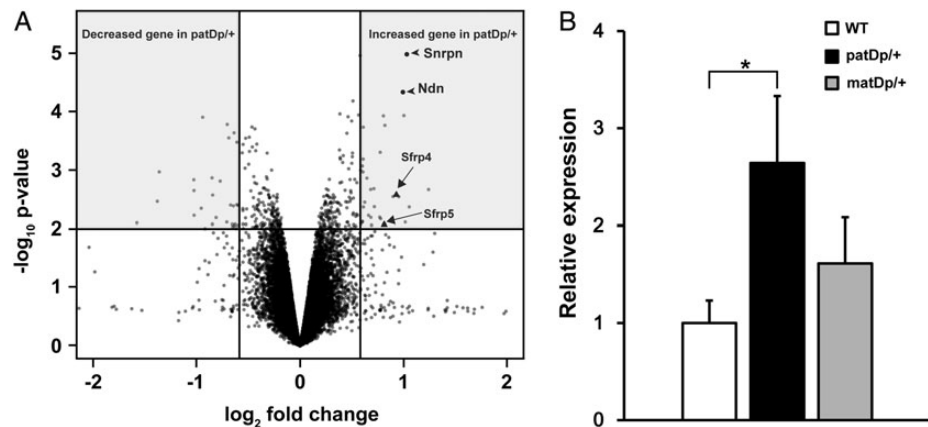 A
Decreased gene in patDp/+
Increased gene in patDp/+
Snrpn
Ndn
Sfrp4
Sfrp5
5
4
3
2
1
0
-log10 p-value
-2
-1
0
1
2
log2 fold change
B
WT
patDp/+
matDp/+
*
4
3
2
1
0
Relative expression